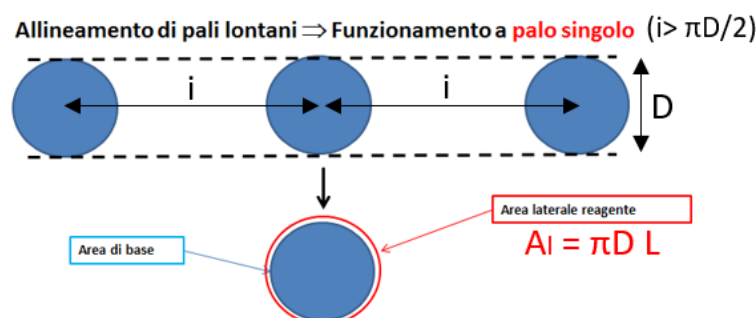 Allineamento di pali lontani ⇒ Funzionamento a palo singolo (i> πD/2)
i
i
D
Area laterale reagente
Al = πD L
Area di base